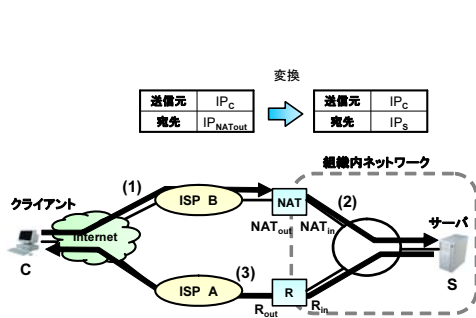 変換
送信元 IPC
宛先 IPNATout
送信元 IPC
宛先 IPS
組織内ネットワーク
クライアント
(1)
ISP B
NAT
(2)
サーバ
Internet
NATout
NATin
C
(3)
ISP A
R
S
Rout
Rin